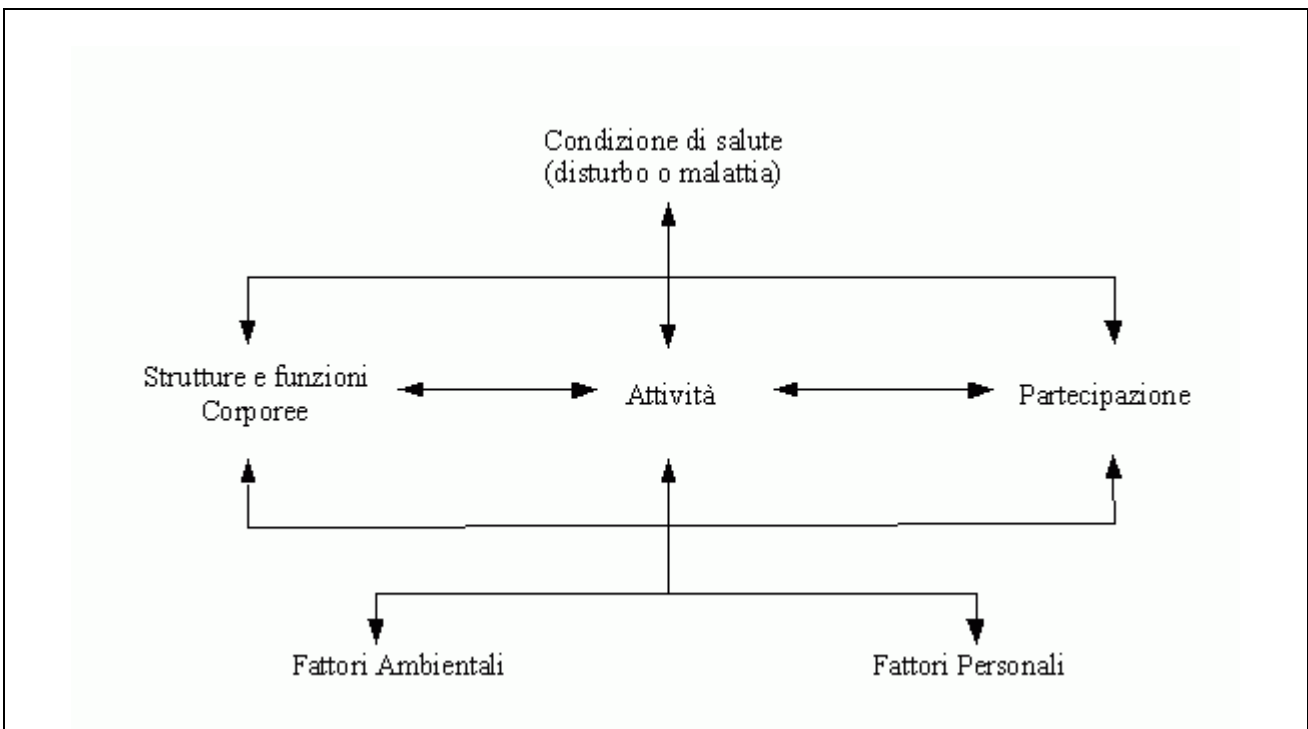 Condizione di salute
(disturbo o malattia)
Strutture e funzioni
Corporee
Attività
Partecipazione
Fattori Ambientali
Fattori Personali